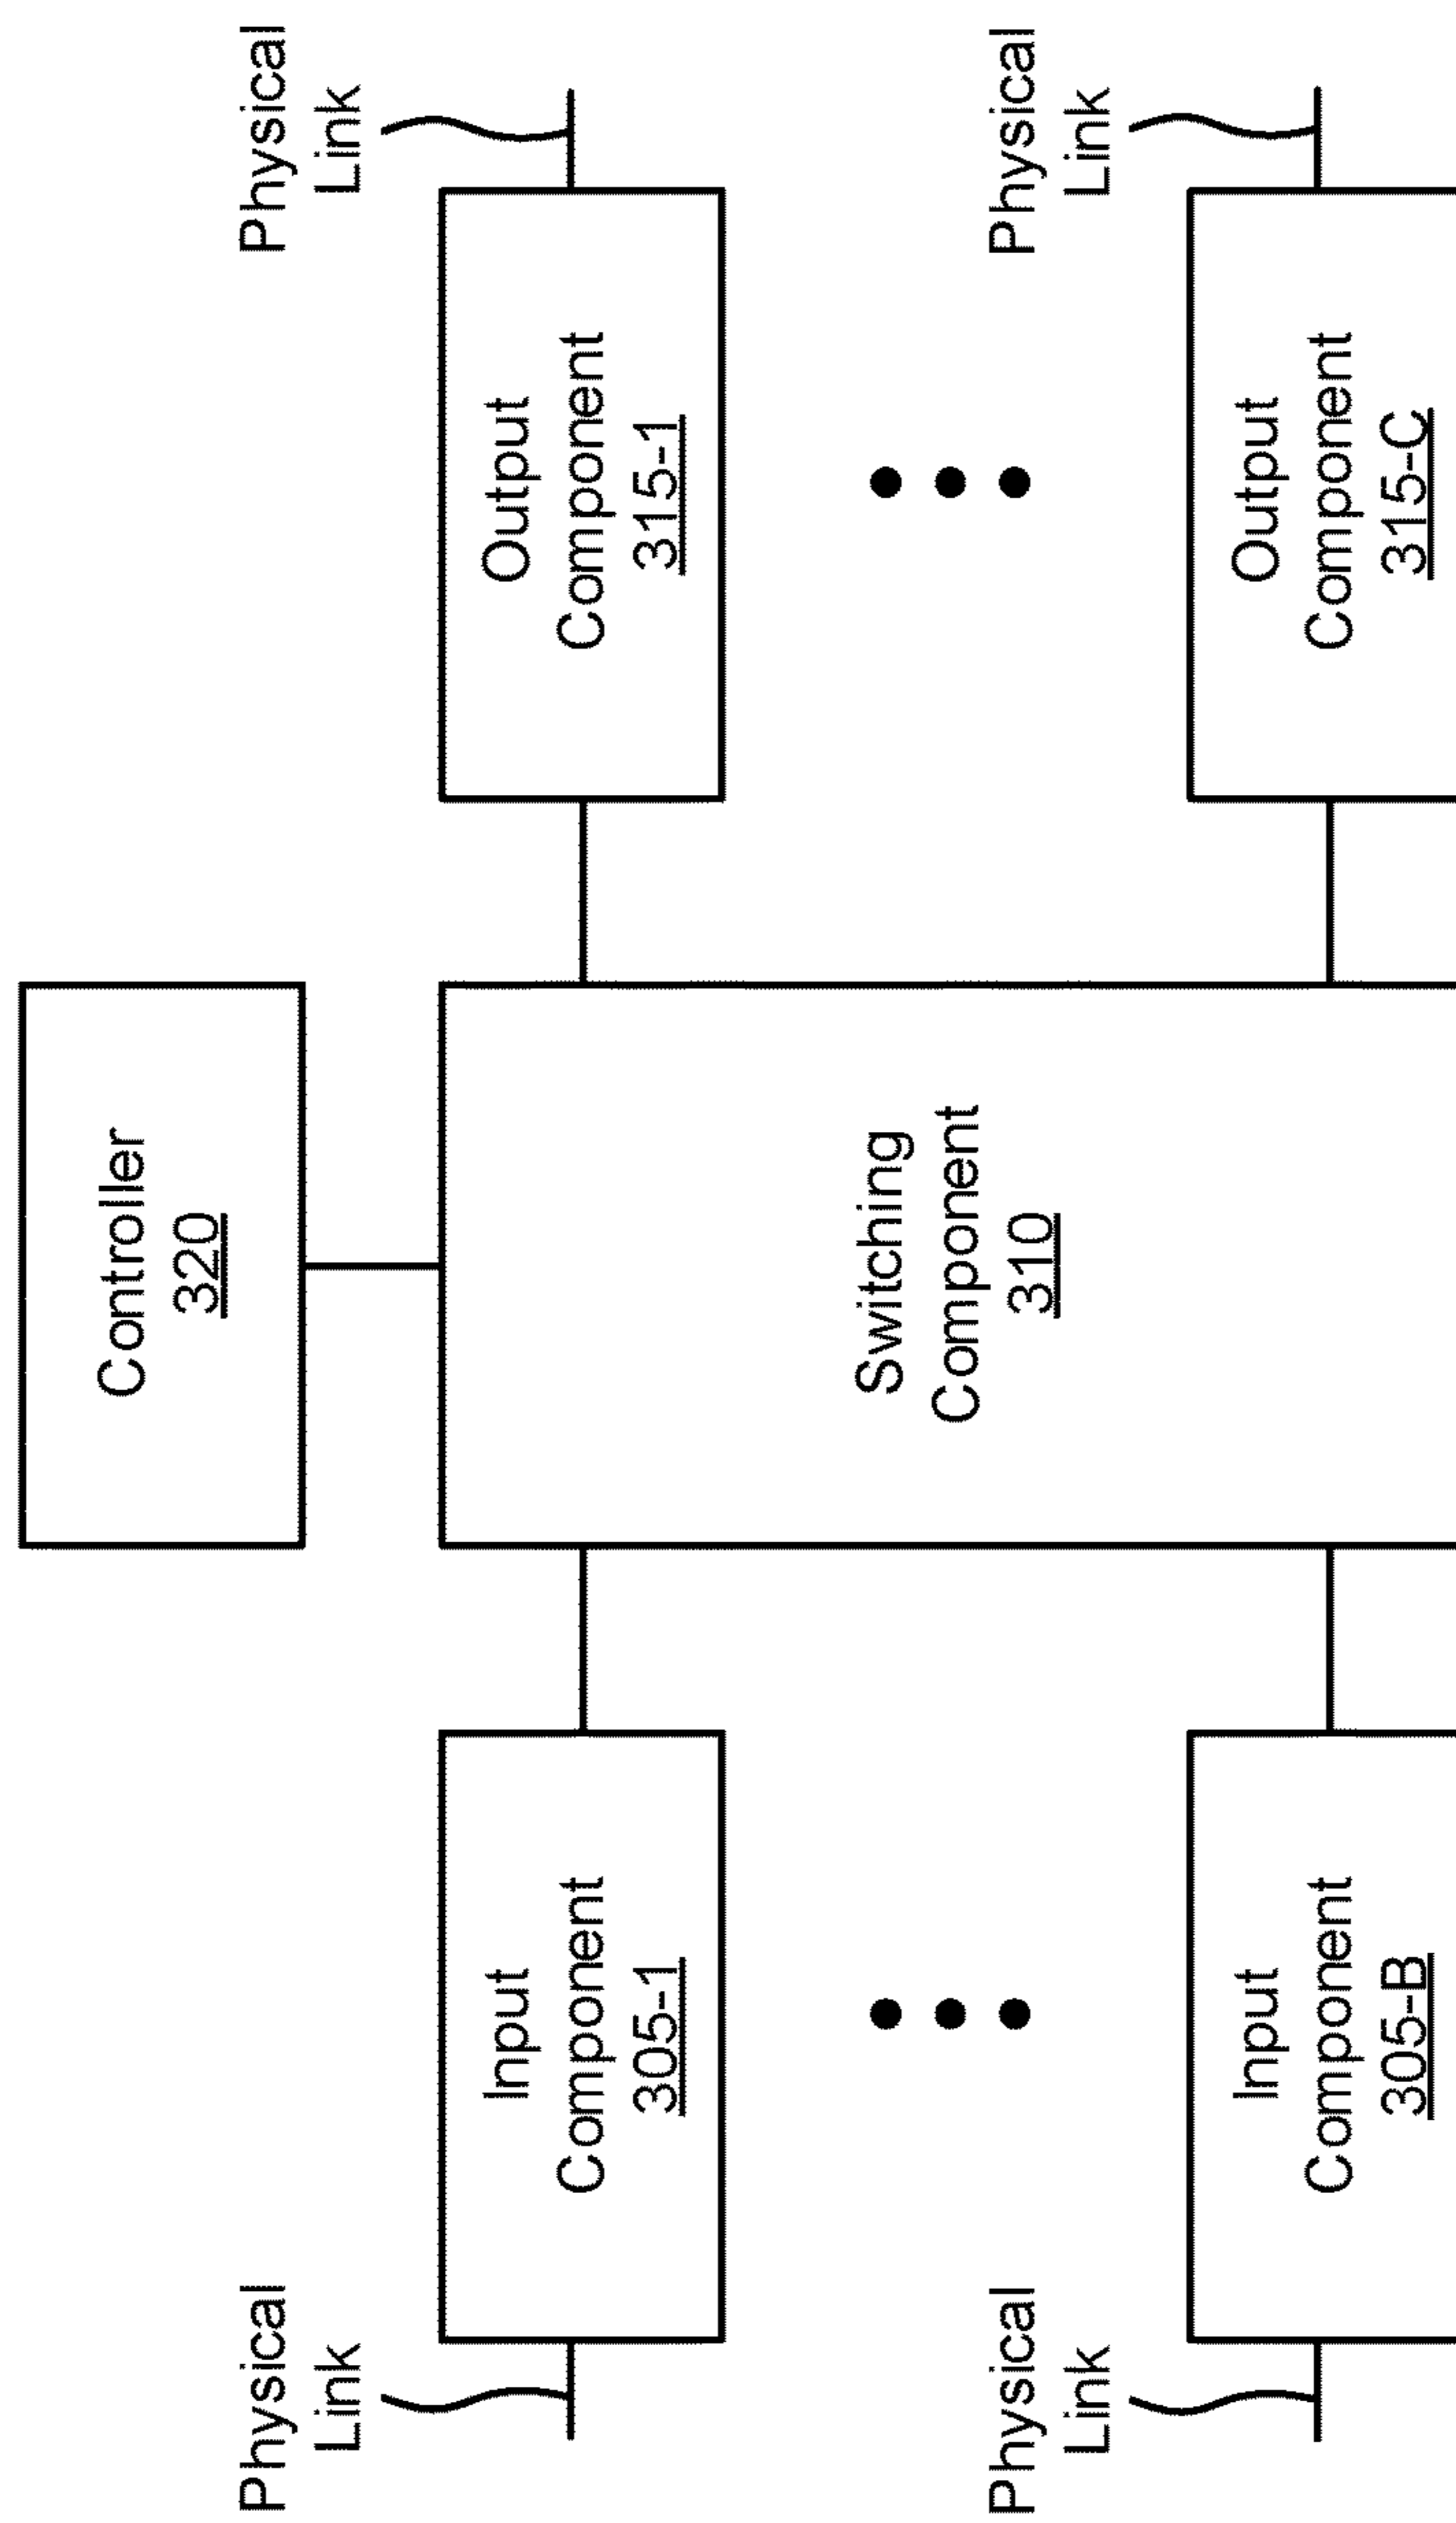 Controller
320
Physical
Link
Input
Component
305-1
Switching
Component
310
Output
Component
315-1
Physical
Link
Physical
Link
Input
Component
305-B
Output
Component
315-C
Physical
Link